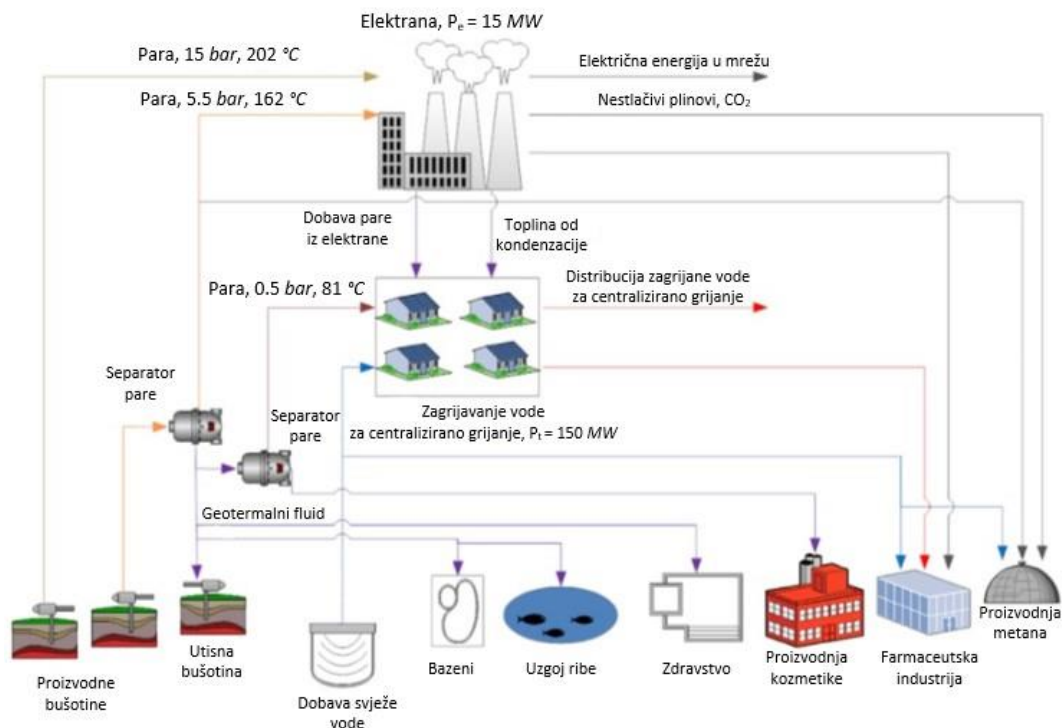 Elektrana, Pₑ = 15 MW
Para, 15 bar, 202 °C
Električna energija u mrežu
Para, 5.5 bar, 162 °C
Nestlačivi plinovi, CO₂
Dobava pare
iz elektrane
Toplina od
kondenzacije
Para, 0.5 bar, 81 °C
Distribucija zagrijane vode
za centralizirano grijanje
Separator
pare
Separator
pare
Zagrijavanje vode
za centralizirano grijanje, Pₜ = 150 MW
Geotermalni fluid
Proizvodne
bušotine
Utisna
bušotina
Dobava svježe
vode
Bazeni
Uzgoj ribe
Zdravstvo
Proizvodnja
kozmetike
Farmaceutska
industrija
Proizvodnja
metana